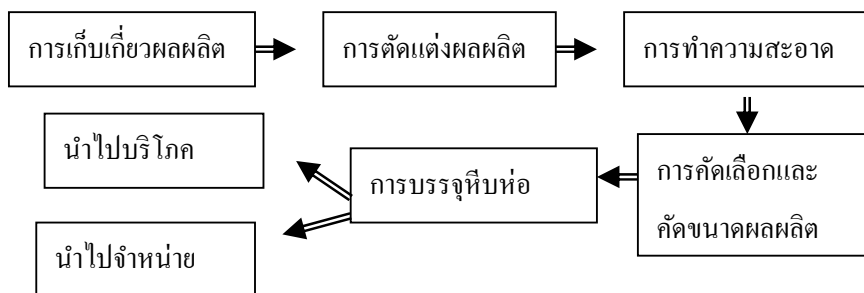 การเก็บเกี่ยวผลผลิต
การตัดแต่งผลผลิต
การทำความสะอาด
การคัดเลือกและ
คัดขนาดผลผลิต
การบรรจุหีบห่อ
นำไปบริโภค
นำไปจำหน่าย